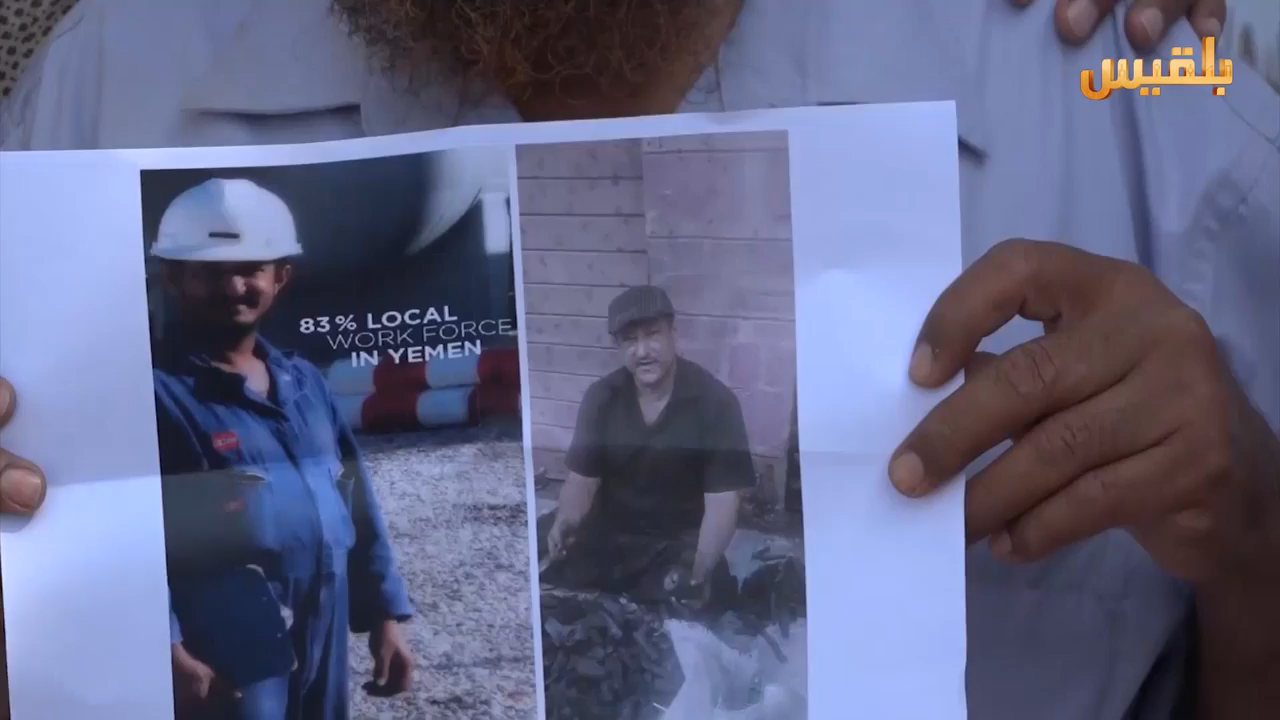 بلقيس
83% LOCAL
WORK FORCE
IN YEMEN